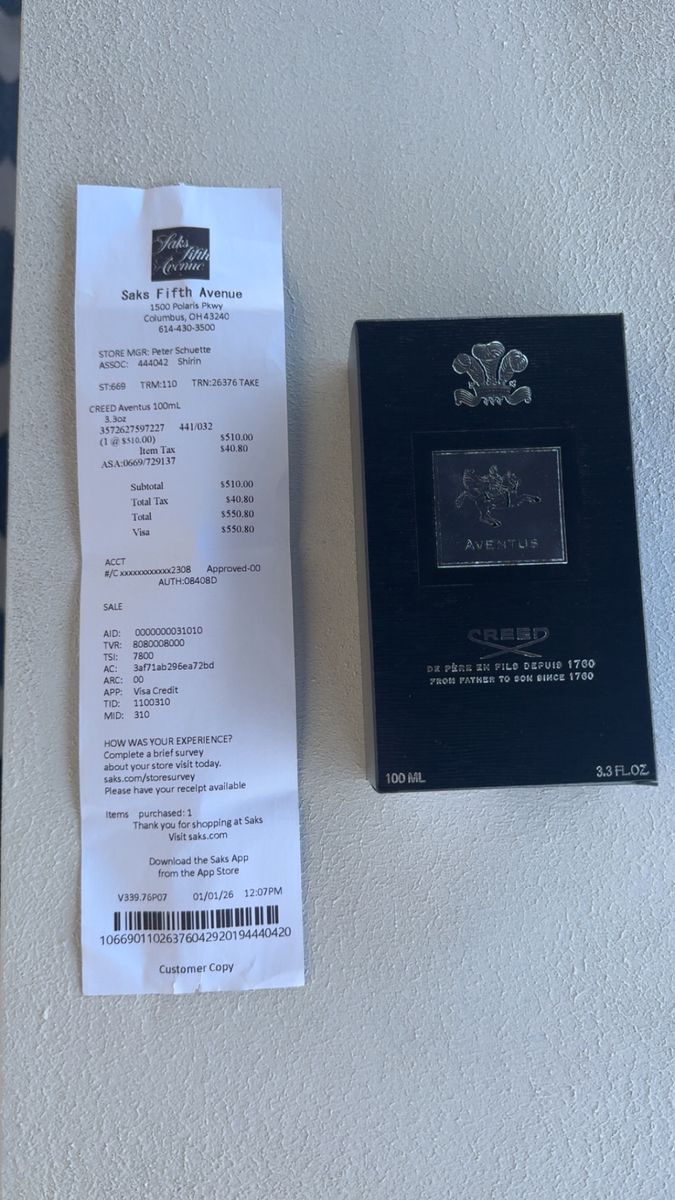 Saks
fifth
Avenue
Saks Fifth Avenue
1500 Polaris Pkwy
Columbus, OH 43240
614-430-3500
STORE MGR: Peter Schuette
ASSOC: 444042 Shirin
ST:669 TRM:110 TRN:26376 TAKE
CREED Aventus 100mL
3.3oz
3572627597227 441/032
(1 @ $510.00) $510.00
Item Tax $40.80
ASA:0669/729137
Subtotal $510.00
Total Tax $40.80
Total $550.80
Visa $550.80
ACCT
#/C xxxxxxxxxxxx2308 Approved-00
AUTH:08408D
SALE
AID: 0000000031010
TVR: 8080008000
TSI: 7800
AC: 3af71ab296ea72bd
ARC: 00
APP: Visa Credit
TID: 1100310
MID: 310
HOW WAS YOUR EXPERIENCE?
Complete a brief survey
about your store visit today.
saks.com/storesurvey
Please have your receipt available
Items purchased: 1
Thank you for shopping at Saks
Visit saks.com
Download the Saks App
from the App Store
V339.76P07 01/01/26 12:07PM
10669011026376042920194440420
Customer Copy
AVENTUS
CREED
DE PÈRE EN FILS DEPUIS 1760
FROM FATHER TO SON SINCE 1760
100 ML 3.3 FL.OZ